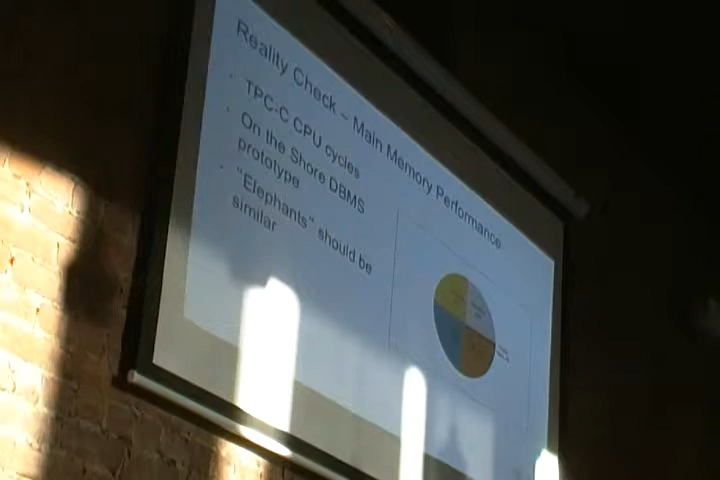 Reality Check – Main Memory Performance
• TPC-C CPU cycles
• On the Shore DBMS
prototype
• "Elephants" should be
similar